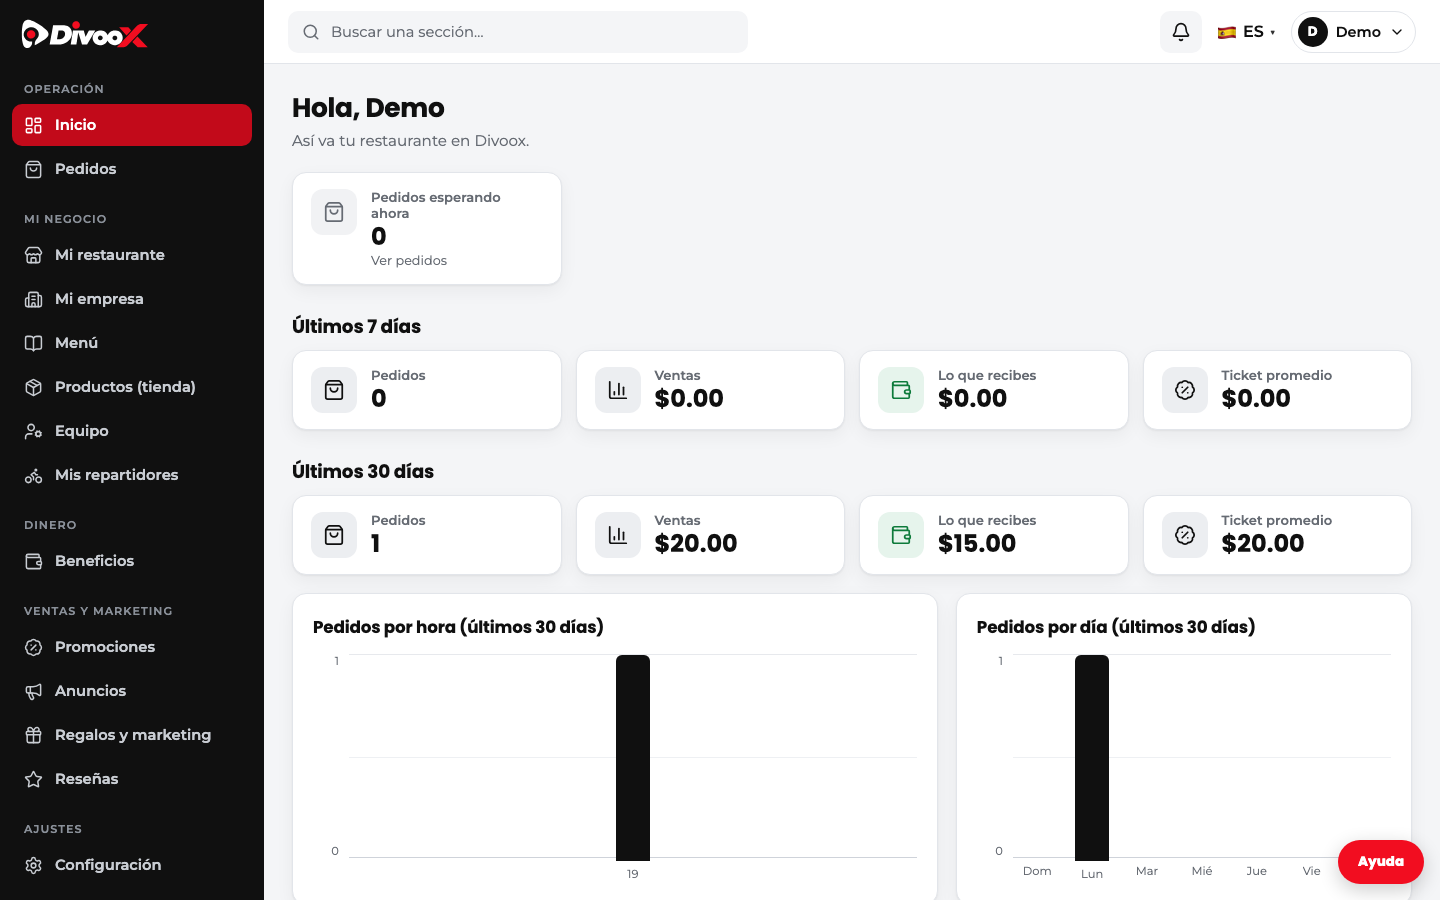 DivooX
Buscar una sección...
ES
D
Demo
OPERACIÓN
Inicio
Pedidos
MI NEGOCIO
Mi restaurante
Mi empresa
Menú
Productos (tienda)
Equipo
Mis repartidores
DINERO
Beneficios
VENTAS Y MARKETING
Promociones
Anuncios
Regalos y marketing
Reseñas
AJUSTES
Configuración
Hola, Demo
Así va tu restaurante en Divoox.
Pedidos esperando
ahora
0
Ver pedidos
Últimos 7 días
Pedidos
0
Ventas
$0.00
Lo que recibes
$0.00
Ticket promedio
$0.00
Últimos 30 días
Pedidos
1
Ventas
$20.00
Lo que recibes
$15.00
Ticket promedio
$20.00
Pedidos por hora (últimos 30 días)
1
0
19
Pedidos por día (últimos 30 días)
1
0
Dom Lun Mar Mié Jue Vie
Ayuda